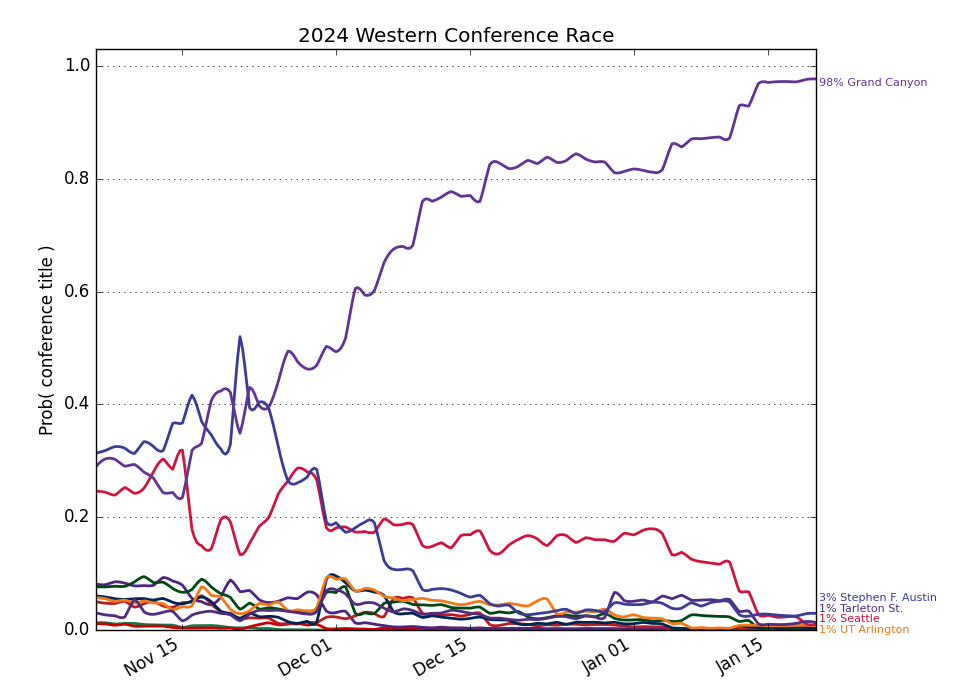 2024 Western Conference Race
1.0
98% Grand Canyon
0.8
0.6
Prob( conference title )
0.4
0.2
3% Stephen F. Austin
1% Tarleton St.
1% Seattle
0.0
1% UT Arlington
Nov 15
Dec 01
Dec 15
Jan 01
Jan 15